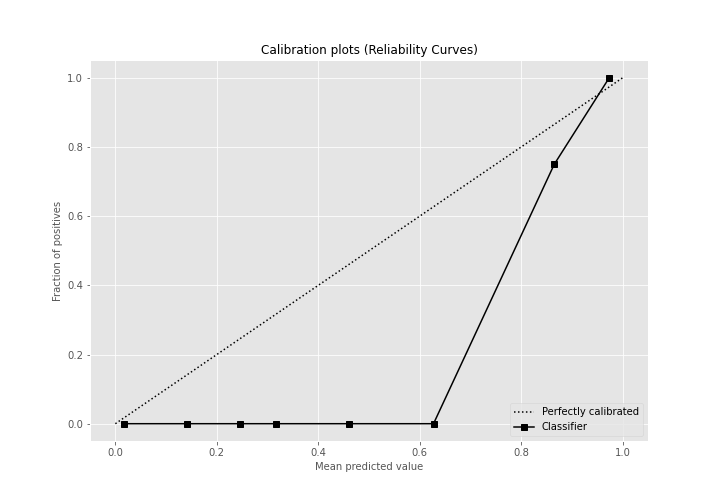 Calibration plots (Reliability Curves)
1.0
0.8
0.6
0.4
0.2
0.0
Fraction of positives
0.0 0.2 0.4 0.6 0.8 1.0
Mean predicted value
Perfectly calibrated
Classifier